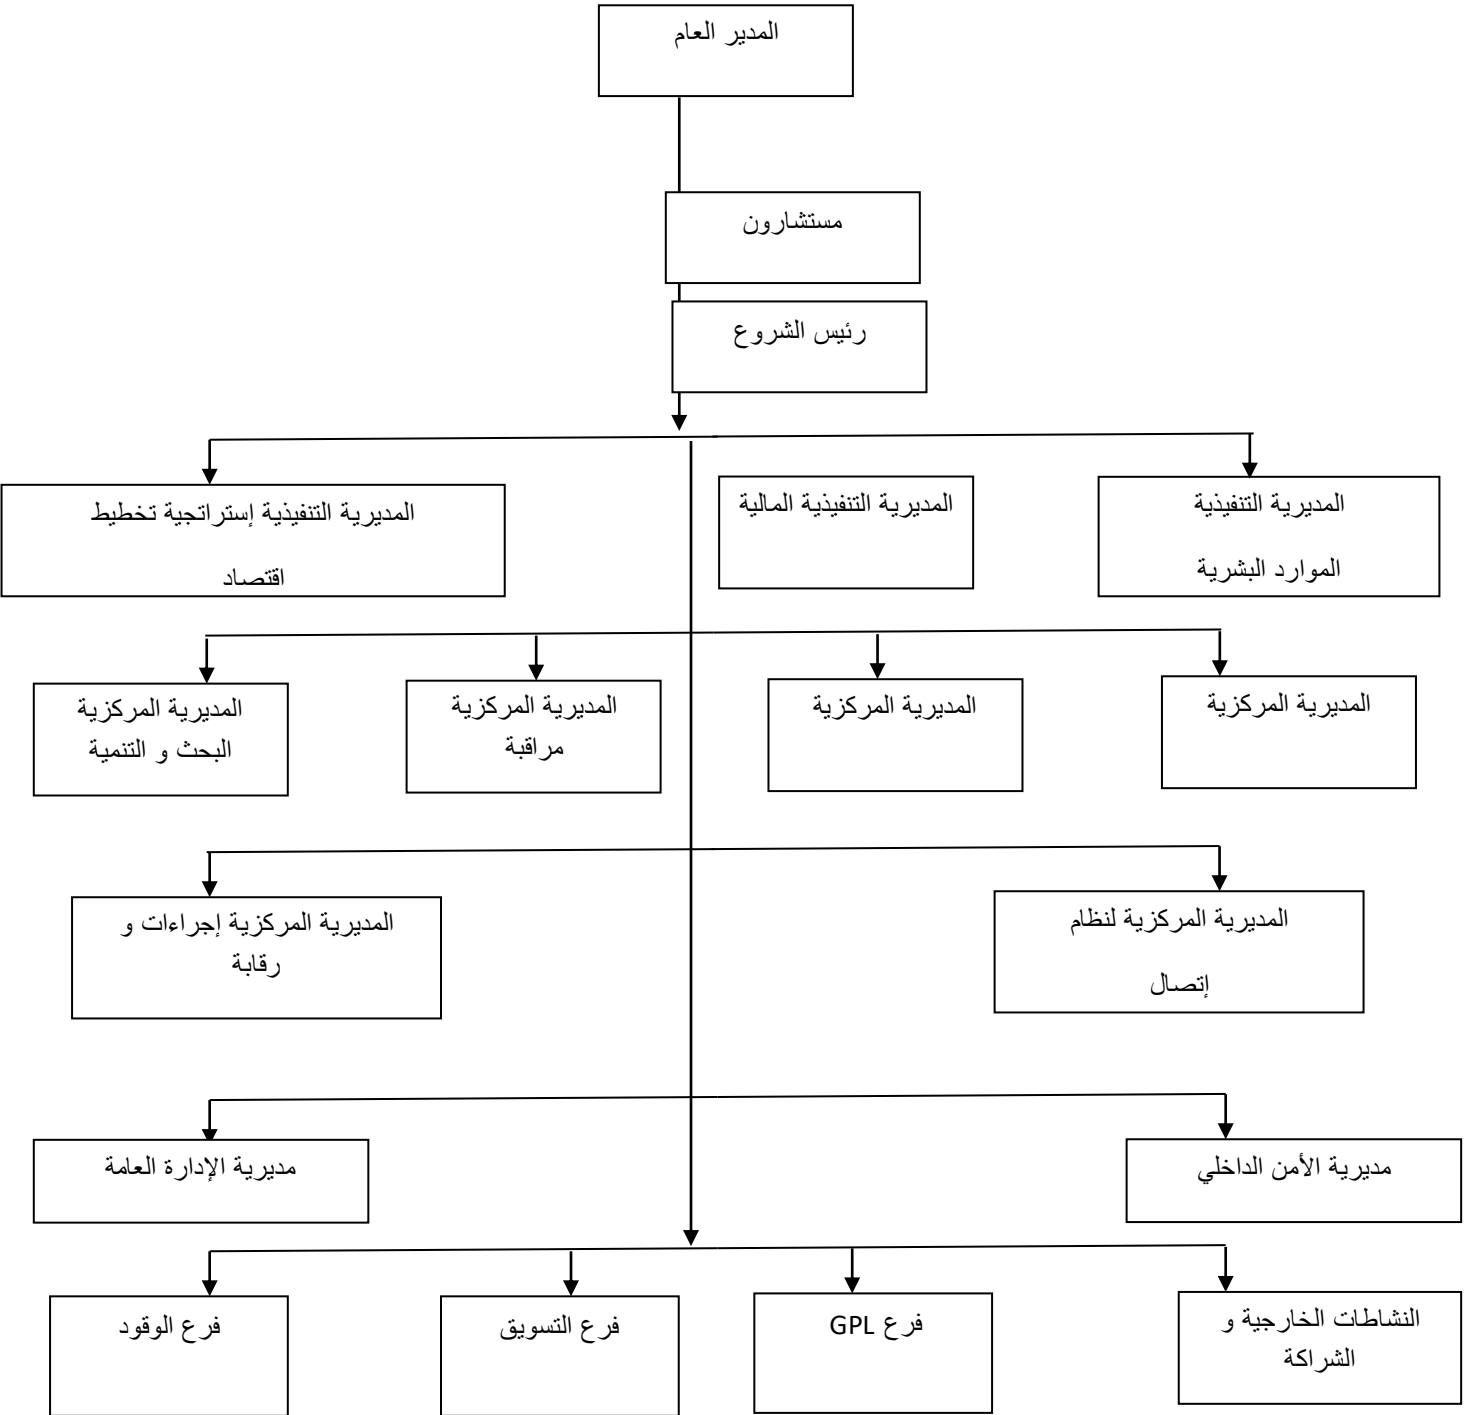 المدير العام
مستشارون
رئيس الشروع
المديرية التنفيذية
الموارد البشرية
المديرية التنفيذية المالية
المديرية التنفيذية إستراتجية تخطيط
اقتصاد
المديرية المركزية
المديرية المركزية
المديرية المركزية
مراقبة
المديرية المركزية
البحث و التنمية
المديرية المركزية لنظام
إتصال
المديرية المركزية إجراءات و
رقابة
مديرية الأمن الداخلي
مديرية الإدارة العامة
النشاطات الخارجية و
الشراكة
فرع GPL
فرع التسويق
فرع الوقود